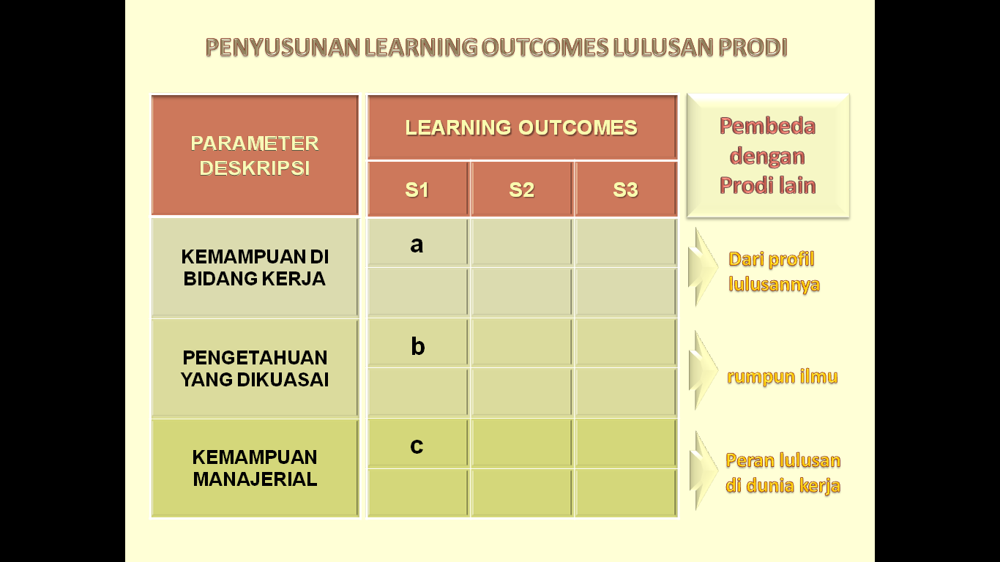 PENYUSUNAN LEARNING OUTCOMES LULUSAN PRODI
PARAMETER
DESKRIPSI
LEARNING OUTCOMES
S1
S2
S3
Pembeda
dengan
Prodi lain
KEMAMPUAN DI
BIDANG KERJA
a
Dari profil
lulusannya
PENGETAHUAN
YANG DIKUASAI
b
rumpun ilmu
KEMAMPUAN
MANAJERIAL
c
Peran lulusan
di dunia kerja